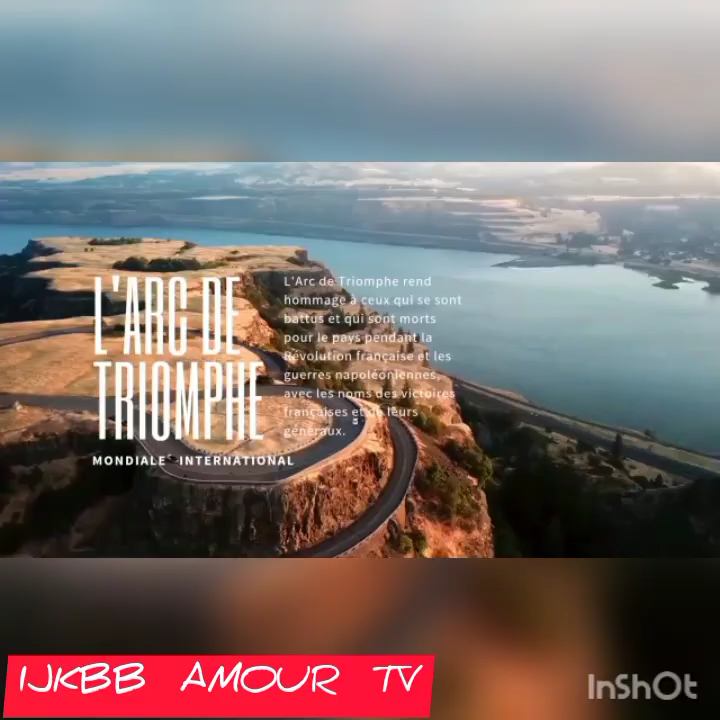 L'ARC DE
TRIOMPHE
MONDIALE INTERNATIONAL
L'Arc de Triomphe rend
hommage à ceux qui se sont
battus et qui sont morts
pour le pays pendant la
Révolution française et les
guerres napoléoniennes,
avec les noms des victoires
françaises et de leurs
généraux.
IJKBB AMOUR TV
InShOt